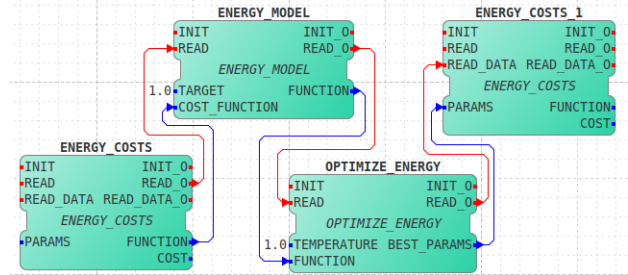 ENERGY_MODEL
INIT INIT_O
READ READ_O
ENERGY_MODEL
1.0 TARGET FUNCTION
COST_FUNCTION
ENERGY_COSTS_1
INIT INIT_O
READ READ_O
READ_DATA READ_DATA_O
ENERGY_COSTS
PARAMS FUNCTION
COST
ENERGY_COSTS
INIT INIT_O
READ READ_O
READ_DATA READ_DATA_O
ENERGY_COSTS
PARAMS FUNCTION
COST
OPTIMIZE_ENERGY
INIT INIT_O
READ READ_O
OPTIMIZE_ENERGY
1.0 TEMPERATURE BEST_PARAMS
FUNCTION